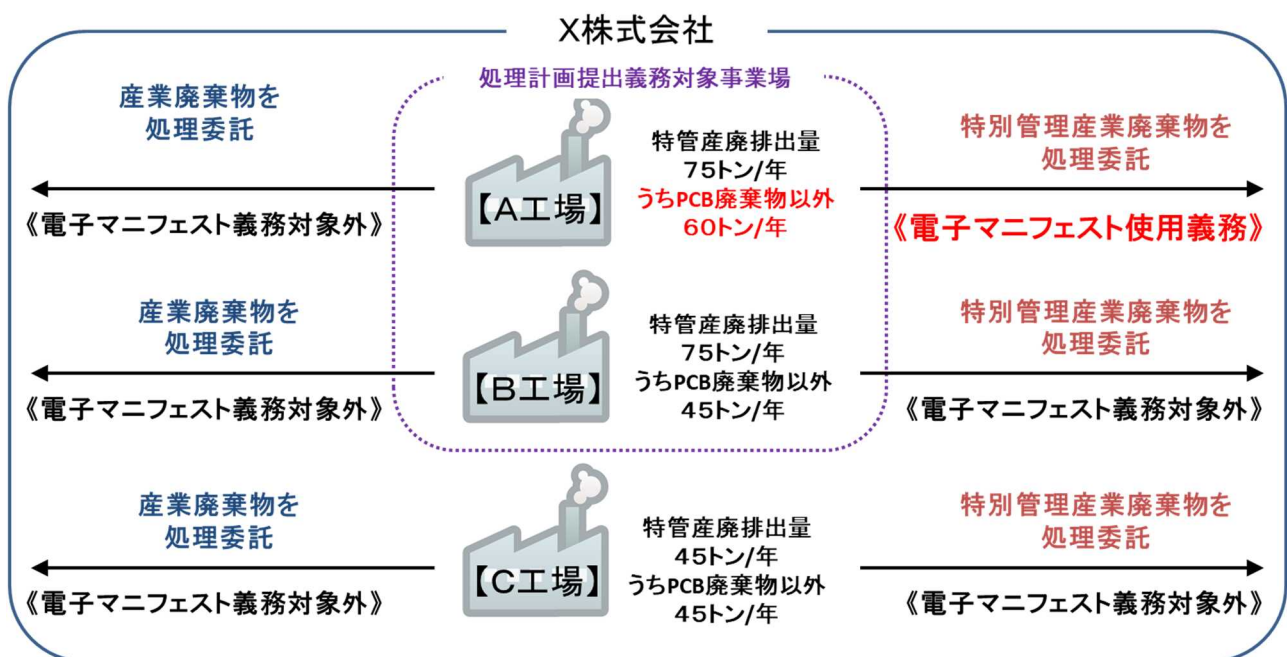 X株式会社
処理計画提出義務対象事業場
産業廃棄物を
処理委託
《電子マニフェスト義務対象外》
【A工場】
特管産廃排出量
75トン/年
うちPCB廃棄物以外
60トン/年
特別管理産業廃棄物を
処理委託
《電子マニフェスト使用義務》
産業廃棄物を
処理委託
《電子マニフェスト義務対象外》
【B工場】
特管産廃排出量
75トン/年
うちPCB廃棄物以外
45トン/年
特別管理産業廃棄物を
処理委託
《電子マニフェスト義務対象外》
産業廃棄物を
処理委託
《電子マニフェスト義務対象外》
【C工場】
特管産廃排出量
45トン/年
うちPCB廃棄物以外
45トン/年
特別管理産業廃棄物を
処理委託
《電子マニフェスト義務対象外》